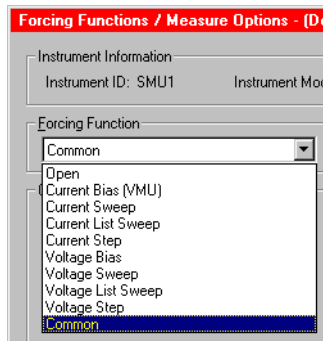 Forcing Functions / Measure Options - (De
Instrument Information
Instrument ID: SMU1 Instrument Mo
Forcing Function
Common
Open
Current Bias (VMU)
Current Sweep
Current List Sweep
Current Step
Voltage Bias
Voltage Sweep
Voltage List Sweep
Voltage Step
Common